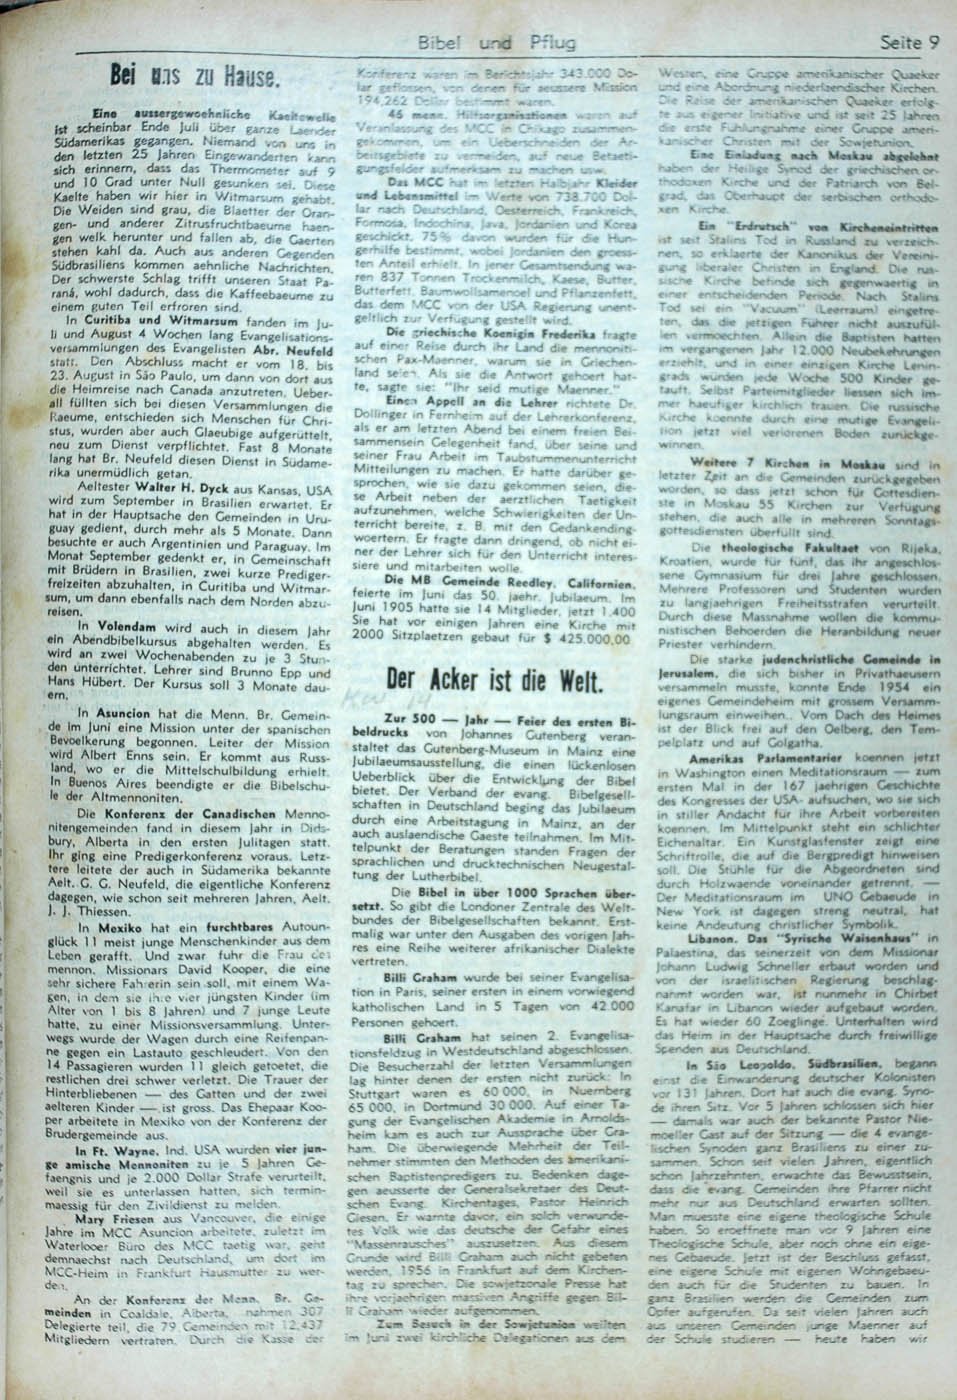 Bibel und Pflug
Seite 9
Bei uns zu Hause.
Eine aussergewoehnliche Kaeltewelle
ist scheinbar Ende Juli über ganze Laender
Südamerikas gegangen. Niemand von uns in
den letzten 25 Jahren Eingewanderten kann
sich erinnern, dass das Thermometer auf 9
und 10 Grad unter Null gesunken sei. Diese
Kaelte haben wir hier in Witmarsum gehabt.
Die Weiden sind grau, die Blaetter der Oran-
gen- und anderer Zitrusfruchtbaeume haen-
gen welk herunter und fallen ab, die Gaerten
stehen kahl da. Auch aus anderen Gegenden
Südbrasiliens kommen aehnliche Nachrichten.
Der schwerste Schlag trifft unseren Staat Pa-
raná, wohl dadurch, dass die Kaffeebaeume zu
einem guten Teil erfroren sind.
In Curitiba und Witmarsum fanden im Ju-
li und August 4 Wochen lang Evangelisations-
versammlungen des Evangelisten Abr. Neufeld
statt. Den Abschluss macht er vom 18. bis
23. August in São Paulo, um dann von dort aus
die Heimreise nach Canada anzutreten. Ueber-
all füllten sich bei diesen Versammlungen die
Raeume, entschieden sich Menschen für Chri-
stus, wurden aber auch Glaeubige aufgerüttelt,
neu zum Dienst verpflichtet. Fast 8 Monate
lang hat Br. Neufeld diesen Dienst in Südame-
rika unermüdlich getan.
Aeltester Walter H. Dyck aus Kansas, USA
wird zum September in Brasilien erwartet. Er
hat in der Hauptsache den Gemeinden in Uru-
guay gedient, durch mehr als 5 Monate. Dann
besuchte er auch Argentinien und Paraguay. Im
Monat September gedenkt er, in Gemeinschaft
mit Brüdern in Brasilien, zwei kurze Prediger-
freizeiten abzuhalten, in Curitiba und Witmar-
sum, um dann ebenfalls nach dem Norden abzu-
reisen.
In Volendam wird auch in diesem Jahr
ein Abendbibelkursus abgehalten werden. Es
wird an zwei Wochenabenden zu je 3 Stun-
den unterrichtet. Lehrer sind Brunno Epp und
Hans Hübert. Der Kursus soll 3 Monate dau-
ern.
In Asuncion hat die Menn. Br. Gemein-
de im Juni eine Mission unter der spanischen
Bevoelkerung begonnen. Leiter der Mission
wird Albert Enns sein. Er kommt aus Russ-
land, wo er die Mittelschulbildung erhielt.
In Buenos Aires beendigte er die Bibelschu-
le der Altmennoniten.
Die Konferenz der Canadischen Menno-
nitengemeinden fand in diesem Jahr in Dids-
bury, Alberta in den ersten Julitagen statt.
Ihr ging eine Predigerkonferenz voraus. Letz-
tere leitete der auch in Südamerika bekannte
Aelt. G. G. Neufeld, die eigentliche Konferenz
dagegen, wie schon seit mehreren Jahren, Aelt.
J. J. Thiessen.
In Mexiko hat ein furchtbares Autoun-
glück 11 meist junge Menschenkinder aus dem
Leben gerafft. Und zwar fuhr die Frau des
mennon. Missionars David Kooper, die eine
sehr sichere Fahrerin sein soll, mit einem Wa-
gen, in dem sie ihre vier jüngsten Kinder (im
Alter von 1 bis 8 Jahren) und 7 junge Leute
hatte, zu einer Missionsversammlung. Unter-
wegs wurde der Wagen durch eine Reifenpan-
ne gegen ein Lastauto geschleudert. Von den
14 Passagieren wurden 11 gleich getoetet, die
restlichen drei schwer verletzt. Die Trauer der
Hinterbliebenen — des Gatten und der zwei
aelteren Kinder — ist gross. Das Ehepaar Koo-
per arbeitete in Mexiko von der Konferenz der
Brudergemeinde aus.
In Ft. Wayne, Ind. USA wurden vier jun-
ge amische Mennoniten zu je 5 Jahren Ge-
faengnis und je 2.000 Dollar Strafe verurteilt,
weil sie es unterlassen hatten, sich termin-
maessig für den Zivildienst zu melden.
Mary Friesen aus Vancouver, die einige
Jahre im MCC Asuncion arbeitete, zuletzt im
Waterlooer Büro des MCC taetig war, geht
demnaechst nach Deutschland, um dort im
MCC-Heim in Frankfurt Hausmutter zu wer-
den.
An der Konferenz der Menn. Br. Ge-
meinden in Coaldale, Alberta, nahmen 307
Delegierte teil, die 79 Gemeinden mit 12.437
Mitgliedern vertraten. Durch die Kasse der
Konferenz waren im Berichtsjahr 343.000 Do-
lar geflossen, von denen für aeussere Mission
194,262 Dollar bestimmt waren.
46 menn. Hilfsorganisationen waren auf
Veranlassung des MCC in Chikago zusammen-
gekommen, um ein Ueberschneiden der Ar-
beitsgebiete zu vermeiden, auf neue Betaeti-
gungsfelder aufmerksam zu machen usw.
Das MCC hat im letzten Halbjahr Kleider
und Lebensmittel im Werte von 738.700 Dol-
lar nach Deutschland, Oesterreich, Frankreich,
Formosa, Indochina, Java, Jordanien und Korea
geschickt. 75% davon wurden für die Hun-
gerhilfe bestimmt, wobei Jordanien den groess-
ten Anteil erhielt. In jener Gesamtsendung wa-
ren 837 Tonnen Trockenmilch, Kaese, Butter,
Butterfett, Baumwollsamenoel und Pflanzenfett,
das dem MCC von der USA Regierung unent-
geltlich zur Verfügung gestellt wird.
Die griechische Koenigin Frederika fragte
auf einer Reise durch ihr Land die mennoniti-
schen Pax-Maenner, warum sie in Griechen-
land seien. Als sie die Antwort gehoert hat-
te, sagte sie: "Ihr seid mutige Maenner."
Einen Appell an die Lehrer richtete Dr.
Dollinger in Fernheim auf der Lehrerkonferenz,
als er am letzten Abend bei einem freien Bei-
sammensein Gelegenheit fand, über seine und
seiner Frau Arbeit im Taubstummenunterricht
Mitteilungen zu machen. Er hatte darüber ge-
sprochen, wie sie dazu gekommen seien, die-
se Arbeit neben der aerztlichen Taetigkeit
aufzunehmen, welche Schwierigkeiten der Un-
terricht bereite, z. B. mit den Gedankending-
woertern. Er fragte dann dringend, ob nicht ei-
ner der Lehrer sich für den Unterricht interes-
siere und mitarbeiten wolle.
Die MB Gemeinde Reedley, Californien,
feierte im Juni das 50. jaehr. Jubilaeum. Im
Juni 1905 hatte sie 14 Mitglieder, jetzt 1.400
Sie hat vor einigen Jahren eine Kirche mit
2000 Sitzplaetzen gebaut für $ 425.000,00
Der Acker ist die Welt.
Zur 500 — Jahr — Feier des ersten Bi-
beldrucks von Johannes Gutenberg veran-
staltet das Gutenberg-Museum in Mainz eine
Jubilaeumsausstellung, die einen lückenlosen
Ueberblick über die Entwicklung der Bibel
bietet. Der Verband der evang. Bibelgesell-
schaften in Deutschland beging das Jubilaeum
durch eine Arbeitstagung in Mainz, an der
auch auslaendische Gaeste teilnahmen. Im Mit-
telpunkt der Beratungen standen Fragen der
sprachlichen und drucktechnischen Neugestal-
tung der Lutherbibel.
Die Bibel in über 1000 Sprachen über-
setzt. So gibt die Londoner Zentrale des Welt-
bundes der Bibelgesellschaften bekannt. Erst-
malig war unter den Ausgaben des vorigen Jah-
res eine Reihe weiterer afrikanischer Dialekte
vertreten.
Billi Graham wurde bei seiner Evangelisa-
tion in Paris, seiner ersten in einem vorwiegend
katholischen Land in 5 Tagen von 42.000
Personen gehoert.
Billi Graham hat seinen 2. Evangelisa-
tionsfeldzug in Westdeutschland abgeschlossen.
Die Besucherzahl der letzten Versammlungen
lag hinter denen der ersten nicht zurück: In
Stuttgart waren es 60 000, in Nuernberg
65 000, in Dortmund 30 000. Auf einer Ta-
gung der Evangelischen Akademie in Arnolds-
heim kam es auch zur Aussprache über Gra-
ham. Die überwiegende Mehrheit der Teil-
nehmer stimmten den Methoden des amerikani-
schen Baptistenpredigers zu. Bedenken dage-
gen aeusserte der Generalsekretaer des Deut-
schen Evang. Kirchentages, Pastor Heinrich
Giesen. Er warnte davor, ein solch verwunde-
tes Volk wie das deutsche der Gefahr eines
"Massenrausches" auszusetzen. Aus diesem
Grunde wird Billi Graham auch nicht gebeten
werden, 1956 in Frankfurt auf dem Kirchen-
tag zu sprechen. Die sowjetzonale Presse hat
ihre vorjaehrigen massiven Angriffe gegen Bil-
li Graham wieder aufgenommen.
Zum Besuch in der Sowjetunion weilten
im Juni zwei kirchliche Delegationen aus dem
Westen, eine Gruppe amerikanischer Quaeker
und eine Abordnung niederlaendischer Kirchen.
Die Reise der amerikanischen Quaeker erfolg-
te aus eigener Initiative und ist seit 25 Jahren
die erste Fühlungnahme einer Gruppe ameri-
kanischer Christen mit der Sowjetunion.
Eine Einladung nach Moskau abgelehnt
haben der Heilige Synod der griechischen or-
thodoxen Kirche und der Patriarch von Bel-
grad, das Oberhaupt der serbischen orthodo-
xen Kirche.
Ein "Erdrutsch" von Kircheneintritten
ist seit Stalins Tod in Russland zu verzeich-
nen, so erklaerte der Kanonikus der Vereini-
gung liberaler Christen in England. Die rus-
sische Kirche befinde sich gegenwaertig in
einer entscheidenden Periode. Nach Stalins
Tod sei ein "Vacuum" (Leerraum) eingetre-
ten, das die jetzigen Führer nicht auszufül-
len vermoechten. Allein die Baptisten hatten
im vergangenen Jahr 12.000 Neubekehrungen
erziehlt, und in einer einzigen Kirche Lenin-
grads würden jede Woche 500 Kinder ge-
tauft. Selbst Parteimitglieder liessen sich im-
mer haeufiger kirchlich trauen. Die russische
Kirche koennte durch eine mutige Evangeli-
tion jetzt viel verlorenen Boden zurückge-
winnen.
Weitere 7 Kirchen in Moskau sind in
letzter Zeit an die Gemeinden zurückgegeben
worden, so dass jetzt schon für Gottesdien-
ste in Moskau 55 Kirchen zur Verfügung
stehen, die auch alle in mehreren Sonntags-
gottesdiensten überfüllt sind.
Die theologische Fakultaet von Rijeka,
Kroatien, wurde für fünf, das ihr angeschlos-
sene Gymnasium für drei Jahre geschlossen.
Mehrere Professoren und Studenten wurden
zu langjaehrigen Freiheitsstrafen verurteilt.
Durch diese Massnahme wollen die kommu-
nistischen Behoerden die Heranbildung neuer
Priester verhindern.
Die starke judenchristliche Gemeinde in
Jerusalem, die sich bisher in Privathaeusern
versammeln musste, konnte Ende 1954 ein
eigenes Gemeindeheim mit grossem Versamm-
lungsraum einweihen.. Vom Dach des Heimes
ist der Blick frei auf den Oelberg, den Tem-
pelplatz und auf Golgatha.
Amerikas Parlamentarier koennen jetzt
in Washington einen Meditationsraum — zum
ersten Mal in der 167 jaehrigen Geschichte
des Kongresses der USA- aufsuchen, wo sie sich
in stiller Andacht für ihre Arbeit vorbereiten
koennen. Im Mittelpunkt steht ein schlichter
Eichenaltar. Ein Kunstglasfenster zeigt eine
Schriftrolle, die auf die Bergpredigt hinweisen
soll. Die Stühle für die Abgeordneten sind
durch Holzwaende voneinander getrennt. —
Der Meditationsraum im UNO Gebaeude in
New York ist dagegen streng neutral, hat
keine Andeutung christlicher Symbolik.
Libanon. Das "Syrische Waisenhaus" in
Palaestina, das seinerzeit von dem Missionar
Johann Ludwig Schneller erbaut worden und
von der israelitischen Regierung beschlag-
nahmt worden war, ist nunmehr in Chirbet
Kanafar in Libanon wieder aufgebaut worden.
Es hat wieder 60 Zoeglinge. Unterhalten wird
das Heim in der Hauptsache durch freiwillige
Spenden aus Deutschland.
In São Leopoldo, Südbrasilien, begann
einst die Einwanderung deutscher Kolonisten
vor 131 Jahren. Dort hat auch die evang. Syno-
de ihren Sitz. Vor 5 Jahren schlossen sich hier
— damals war auch der bekannte Pastor Nie-
moeller Gast auf der Sitzung — die 4 evange-
lischen Synoden ganz Brasiliens zu einer zu-
sammen. Schon seit vielen Jahren, eigentlich
schon Jahrzehnten, erwachte das Bewusstsein,
dass die evang. Gemeinden ihre Pfarrer nicht
mehr nur aus Deutschland erwarten sollten.
Man muesste eine eigene theologische Schule
haben. So eroeffnete man vor 9 Jahren eine
Theologische Schule, aber noch ohne ein eige-
nes Gebaeude. Jetzt ist der Beschluss gefasst,
eine eigene Schule mit eigenen Wohngebaeu-
den auch für die Studenten zu bauen. In
ganz Brasilien werden die Gemeinden zum
Opfer aufgerufen. Da seit vielen Jahren auch
aus unseren Gemeinden junge Maenner auf
der Schule studieren — heute haben wir